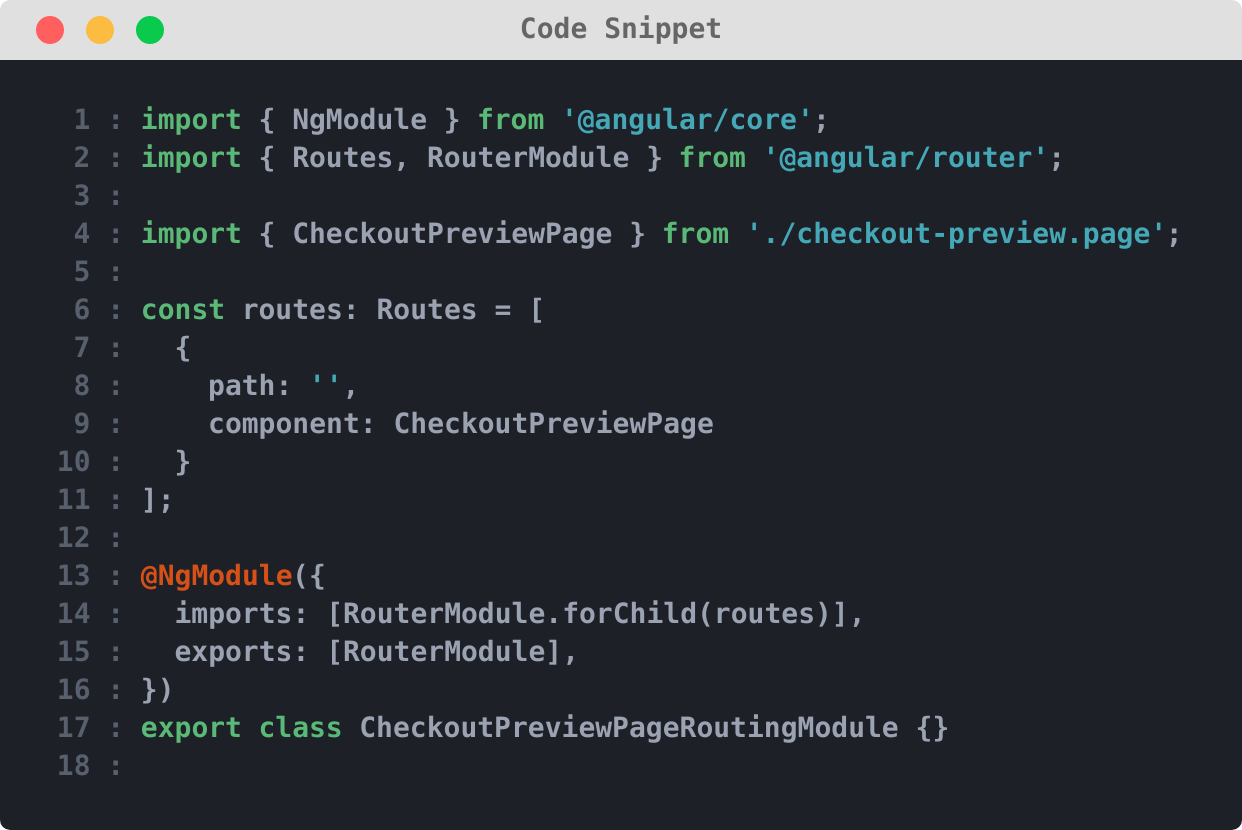 Code Snippet
1 : import { NgModule } from '@angular/core';
2 : import { Routes, RouterModule } from '@angular/router';
3 :
4 : import { CheckoutPreviewPage } from './checkout-preview.page';
5 :
6 : const routes: Routes = [
7 :   {
8 :     path: '',
9 :     component: CheckoutPreviewPage
10 :   }
11 : ];
12 :
13 : @NgModule({
14 :   imports: [RouterModule.forChild(routes)],
15 :   exports: [RouterModule],
16 : })
17 : export class CheckoutPreviewPageRoutingModule {}
18 :